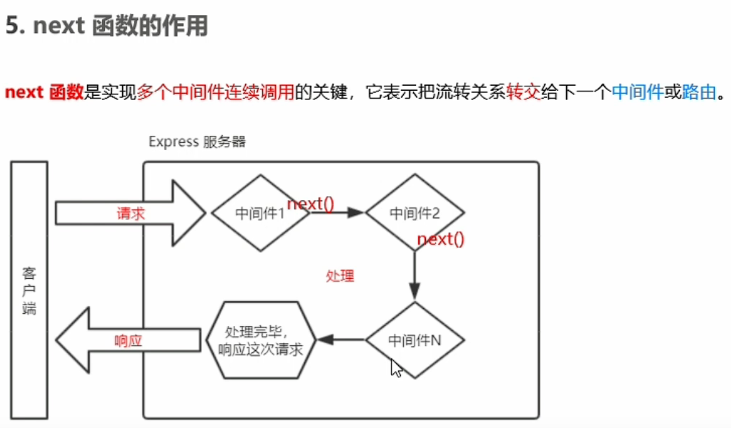 5. next 函数的作用
next 函数是实现多个中间件连续调用的关键，它表示把流转关系转交给下一个中间件或路由。
Express 服务器
客
户
端
请求
中间件1
next()
中间件2
next()
处理
中间件N
处理完毕，
响应这次请求
响应